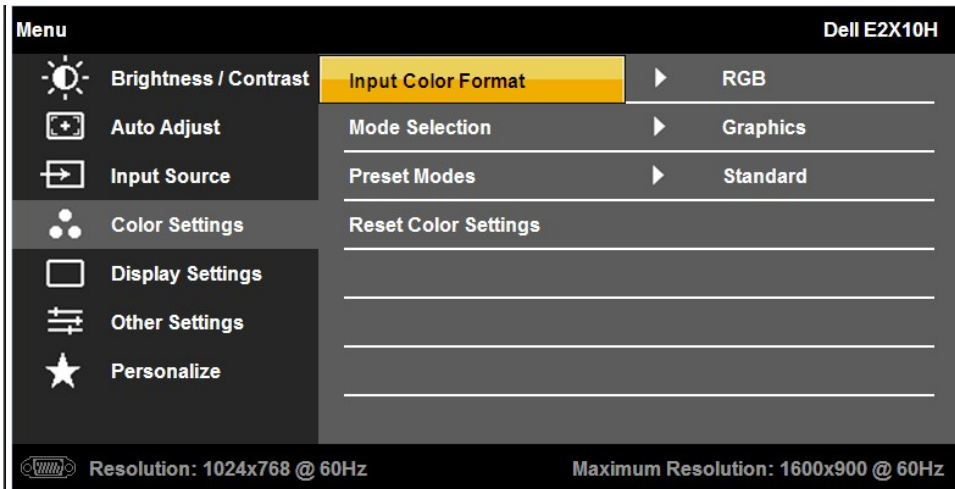 Menu Dell E2X10H
Brightness / Contrast Input Color Format RGB
Auto Adjust Mode Selection Graphics
Input Source Preset Modes Standard
Color Settings Reset Color Settings
Display Settings
Other Settings
Personalize
Resolution: 1024x768 @ 60Hz Maximum Resolution: 1600x900 @ 60Hz